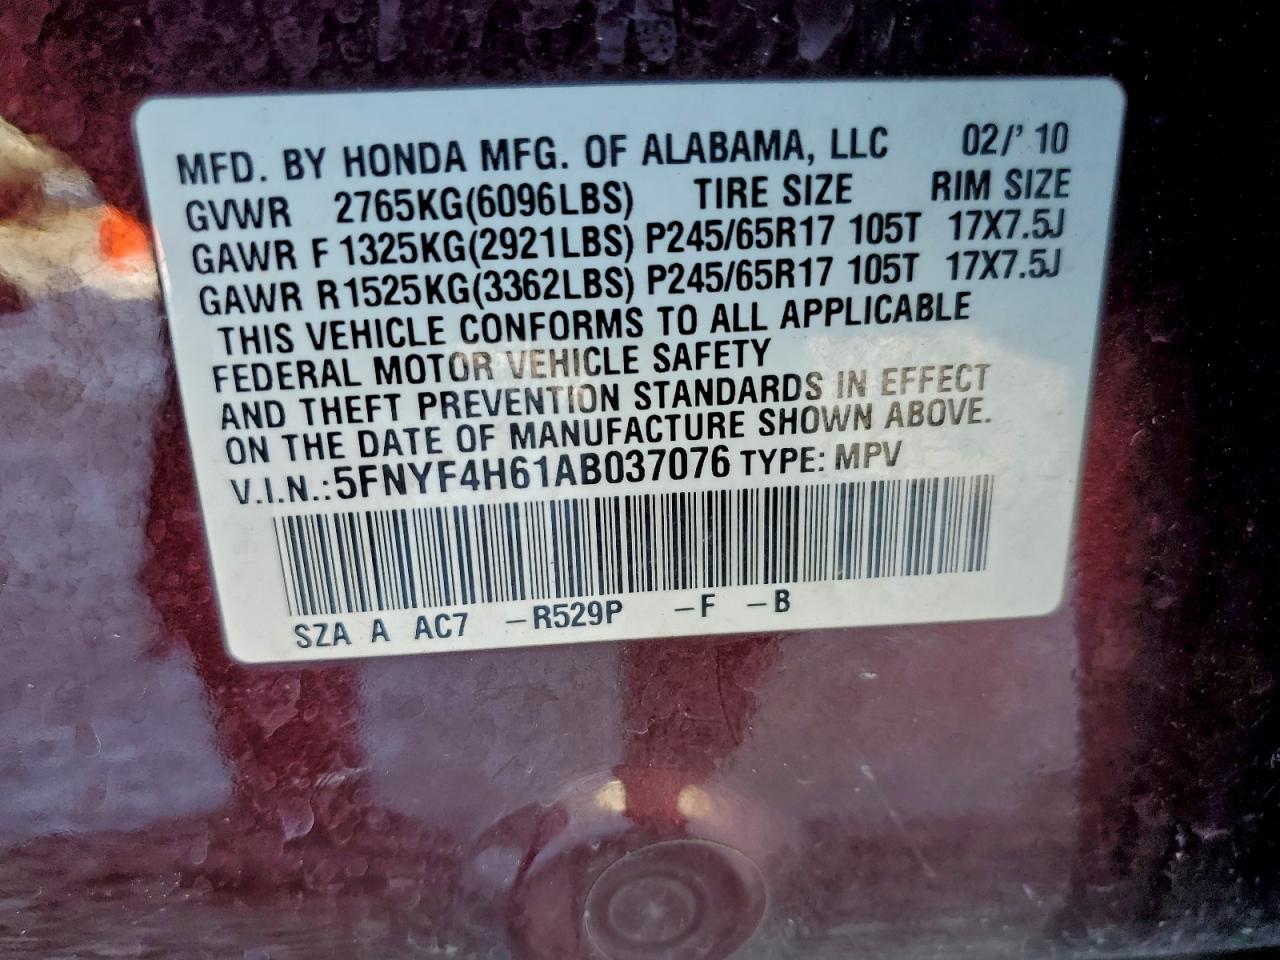 MFD. BY HONDA MFG. OF ALABAMA, LLC 02/'10
GVWR 2765KG(6096LBS) TIRE SIZE RIM SIZE
GAWR F 1325KG(2921LBS) P245/65R17 105T 17X7.5J
GAWR R1525KG(3362LBS) P245/65R17 105T 17X7.5J
THIS VEHICLE CONFORMS TO ALL APPLICABLE
FEDERAL MOTOR VEHICLE SAFETY
AND THEFT PREVENTION STANDARDS IN EFFECT
ON THE DATE OF MANUFACTURE SHOWN ABOVE.
V.I.N.:5FNYF4H61AB037076 TYPE: MPV
SZA A AC7 -R529P -F -B